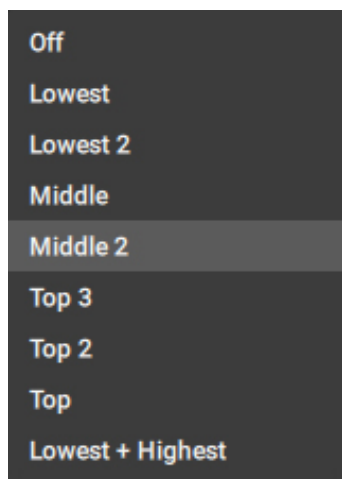 Off
Lowest
Lowest 2
Middle
Middle 2
Top 3
Top 2
Top
Lowest + Highest